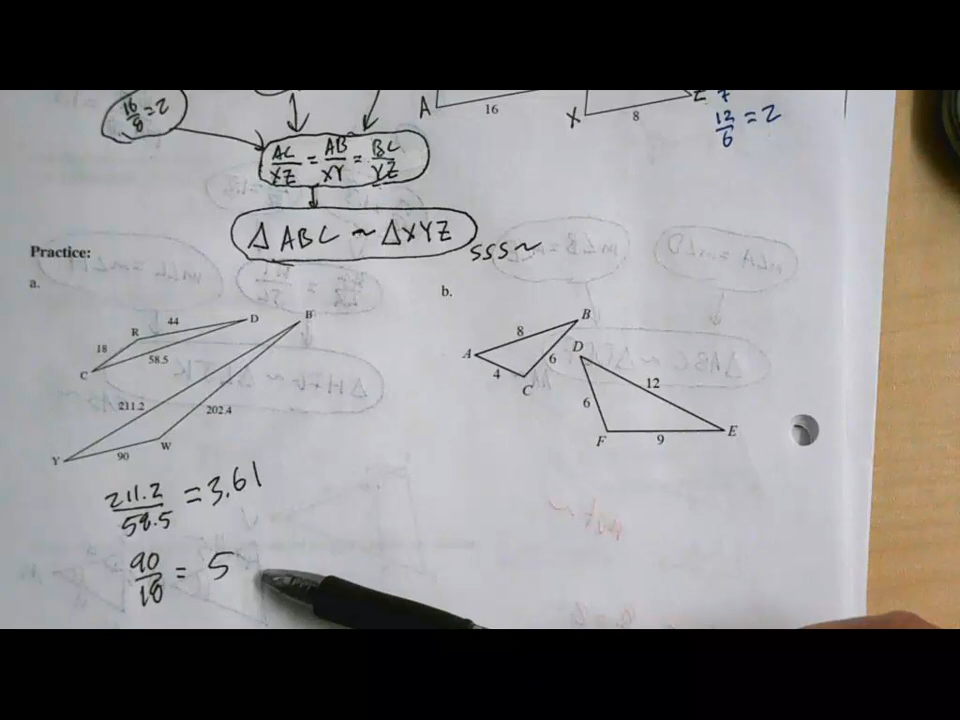 16/8 = 2
A 16
X 8 Z
12/6 = 2
AC/XZ = AB/XY = BC/YZ
△ ABC ~ △XYZ
SSS~
Practice:
a.
b.
44 D
R
18
58.5
C
B
211.2
202.4
W
Y 90
B
8
A
6
D
4
C
12
6
F 9 E
211.2/58.5 = 3.61
90/18 = 5